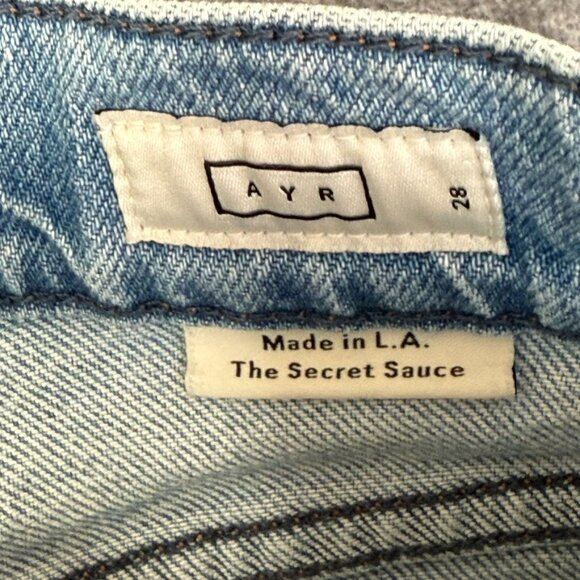 AYR
28
Made in L.A.
The Secret Sauce